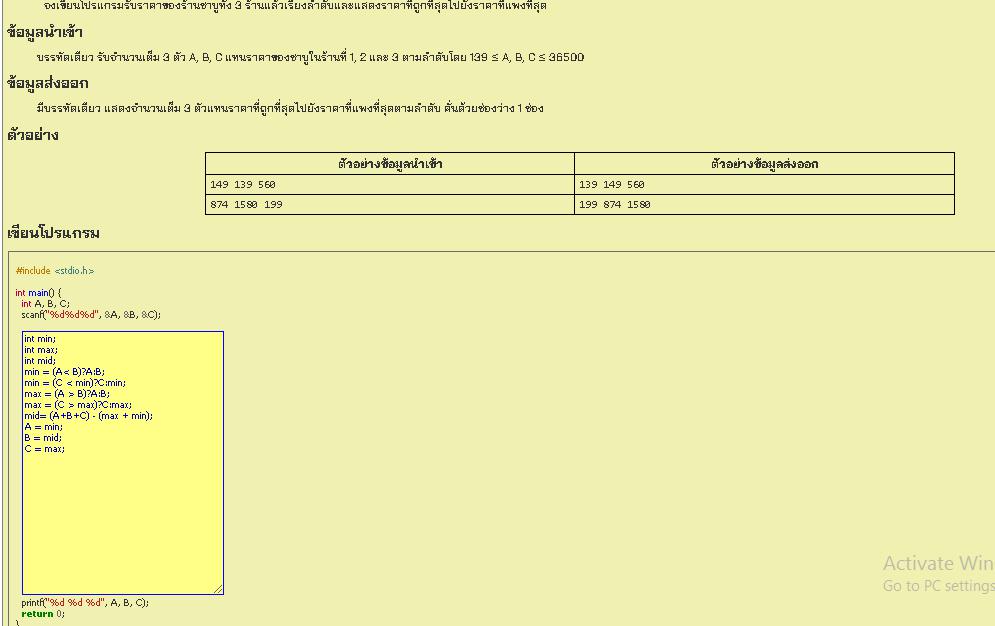 จงเขียนโปรแกรมรับราคาของร้านชาบูทั้ง 3 ร้านแล้วเรียงลำดับและแสดงราคาที่ถูกที่สุดไปยังราคาที่แพงที่สุด
ข้อมูลนำเข้า
บรรทัดเดียว รับจำนวนเต็ม 3 ตัว A, B, C แทนราคาของชาบูในร้านที่ 1, 2 และ 3 ตามลำดับโดย 139 ≤ A, B, C ≤ 36500
ข้อมูลส่งออก
มีบรรทัดเดียว แสดงจำนวนเต็ม 3 ตัวแทนราคาที่ถูกที่สุดไปยังราคาที่แพงที่สุดตามลำดับ คั่นด้วยช่องว่าง 1 ช่อง
ตัวอย่าง
ตัวอย่างข้อมูลนำเข้า ตัวอย่างข้อมูลส่งออก
149 139 560 139 149 560
874 1580 199 199 874 1580
เขียนโปรแกรม
#include <stdio.h>
int main() {
int A, B, C;
scanf("%d%d%d", &A, &B, &C);
int min;
int max;
int mid;
min = (A< B)?A:B;
min = (C < min)?C:min;
max = (A > B)?A:B;
max = (C > max)?C:max;
mid= (A+B+C) - (max + min);
A = min;
B = mid;
C = max;
printf("%d %d %d", A, B, C);
return 0;
}
Activate Win
Go to PC settings